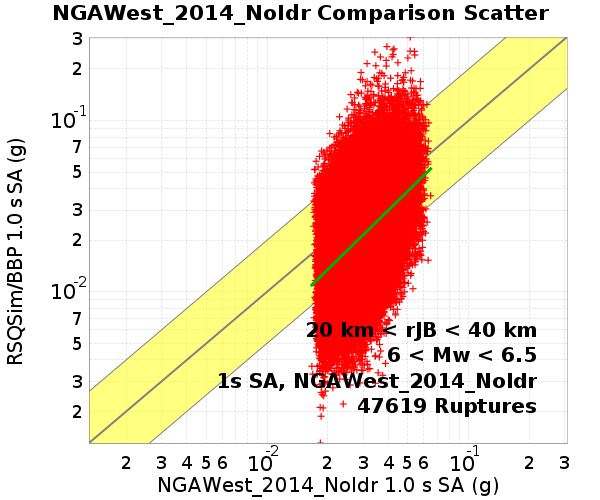 NGAWest_2014_NoIdr Comparison Scatter
RSQSim/BBP 1.0 s SA (g)
3
2
10^-1
7
5
3
2
10^-2
7
5
3
2
20 km < rJB < 40 km
6 < Mw < 6.5
1s SA, NGAWest_2014_NoIdr
47619 Ruptures
2 3 4 5 6 10^-2 2 3 4 5 6 10^-1 2 3
NGAWest_2014_NoIdr 1.0 s SA (g)